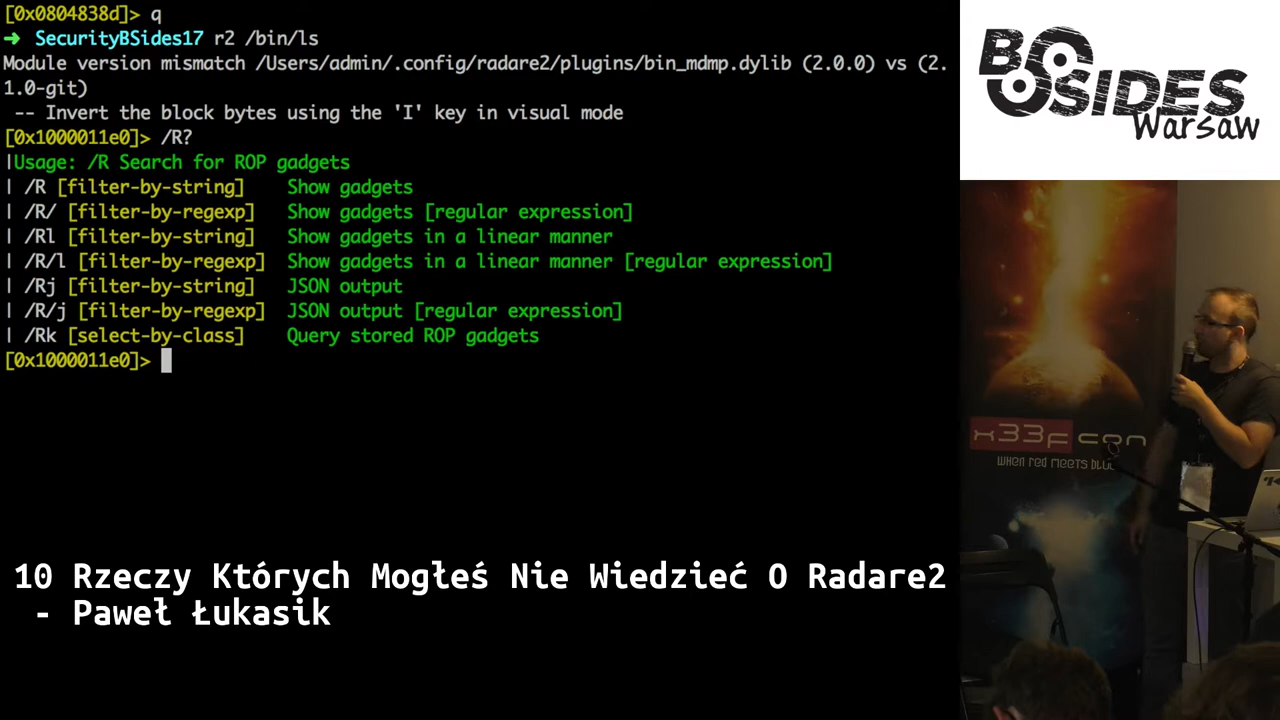 [0x0804838d]> q
➜ SecurityBSides17 r2 /bin/ls
Module version mismatch /Users/admin/.config/radare2/plugins/bin_mdmp.dylib (2.0.0) vs (2.
1.0-git)
-- Invert the block bytes using the 'I' key in visual mode
[0x1000011e0]> /R?
|Usage: /R Search for ROP gadgets
| /R [filter-by-string] Show gadgets
| /R/ [filter-by-regexp] Show gadgets [regular expression]
| /Rl [filter-by-string] Show gadgets in a linear manner
| /R/l [filter-by-regexp] Show gadgets in a linear manner [regular expression]
| /Rj [filter-by-string] JSON output
| /R/j [filter-by-regexp] JSON output [regular expression]
| /Rk [select-by-class] Query stored ROP gadgets
[0x1000011e0]>
10 Rzeczy Których Mogłeś Nie Wiedzieć O Radare2
- Paweł Łukasik
BSIDES
Warsaw
x33fcon
When red meets blue